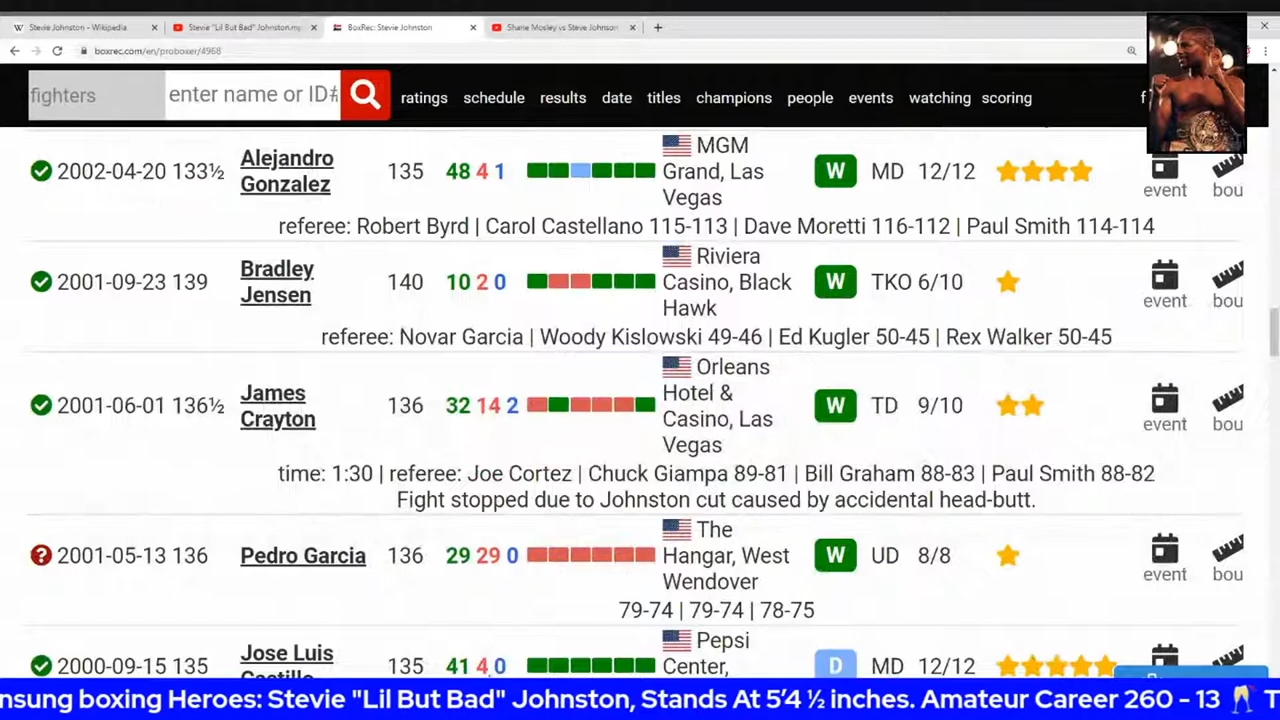 Stevie Johnston - Wikipedia
Stevie "Lil But Bad" Johnston.mp
BoxRec: Stevie Johnston
Shane Mosley vs Steve Johnson
boxrec.com/en/proboxer/4968
fighters
enter name or ID#
ratings schedule results date titles champions people events watching scoring f
2002-04-20 133½ Alejandro Gonzalez 135 48 4 1 MGM Grand, Las Vegas W MD 12/12 event bou
referee: Robert Byrd | Carol Castellano 115-113 | Dave Moretti 116-112 | Paul Smith 114-114
2001-09-23 139 Bradley Jensen 140 10 2 0 Riviera Casino, Black Hawk W TKO 6/10 event bou
referee: Novar Garcia | Woody Kislowski 49-46 | Ed Kugler 50-45 | Rex Walker 50-45
2001-06-01 136½ James Crayton 136 32 14 2 Orleans Hotel & Casino, Las Vegas W TD 9/10 event bou
time: 1:30 | referee: Joe Cortez | Chuck Giampa 89-81 | Bill Graham 88-83 | Paul Smith 88-82
Fight stopped due to Johnston cut caused by accidental head-butt.
2001-05-13 136 Pedro Garcia 136 29 29 0 The Hangar, West Wendover W UD 8/8 event bou
79-74 | 79-74 | 78-75
2000-09-15 135 Jose Luis Castillo 135 41 4 0 Pepsi Center, D MD 12/12
nsung boxing Heroes: Stevie "Lil But Bad" Johnston, Stands At 5'4 ½ inches. Amateur Career 260 - 13 🥂 T